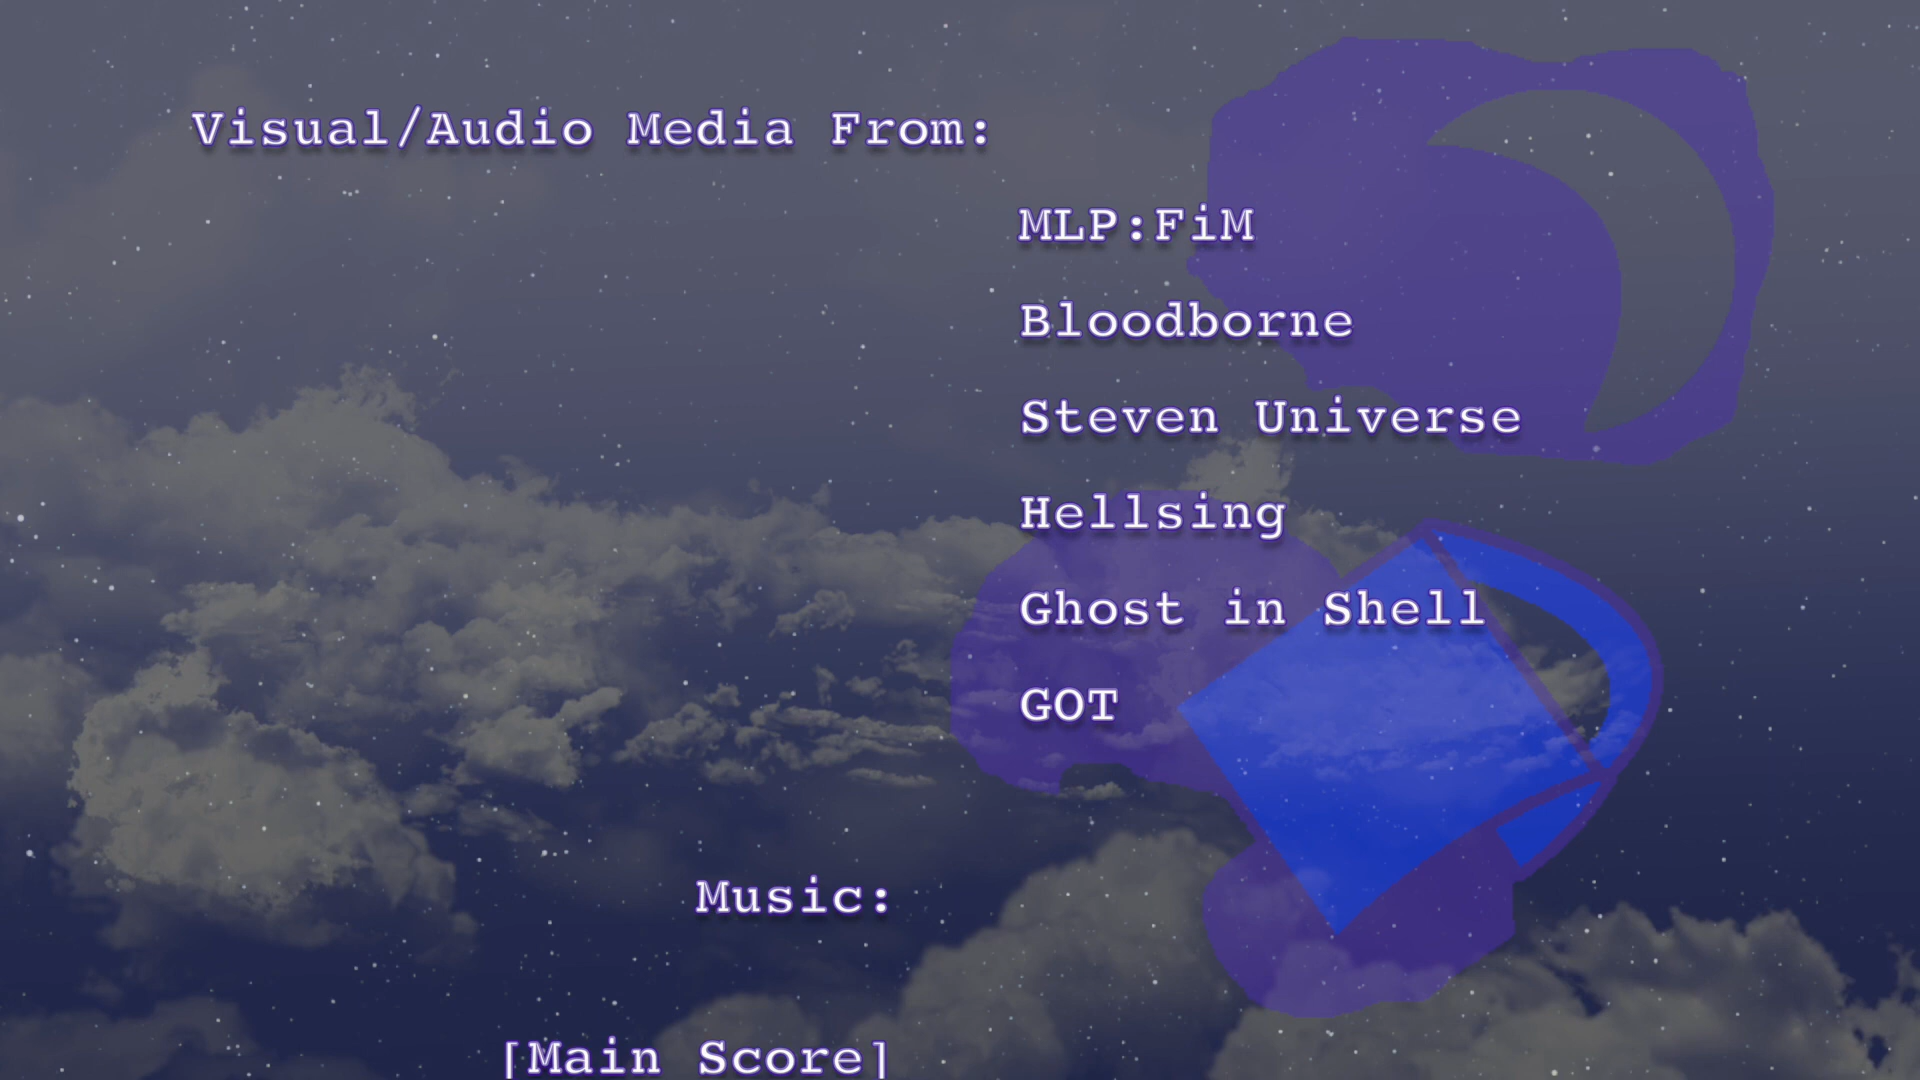 Visual/Audio Media From:
MLP:FiM
Bloodborne
Steven Universe
Hellsing
Ghost in Shell
GOT
Music:
[Main Score]